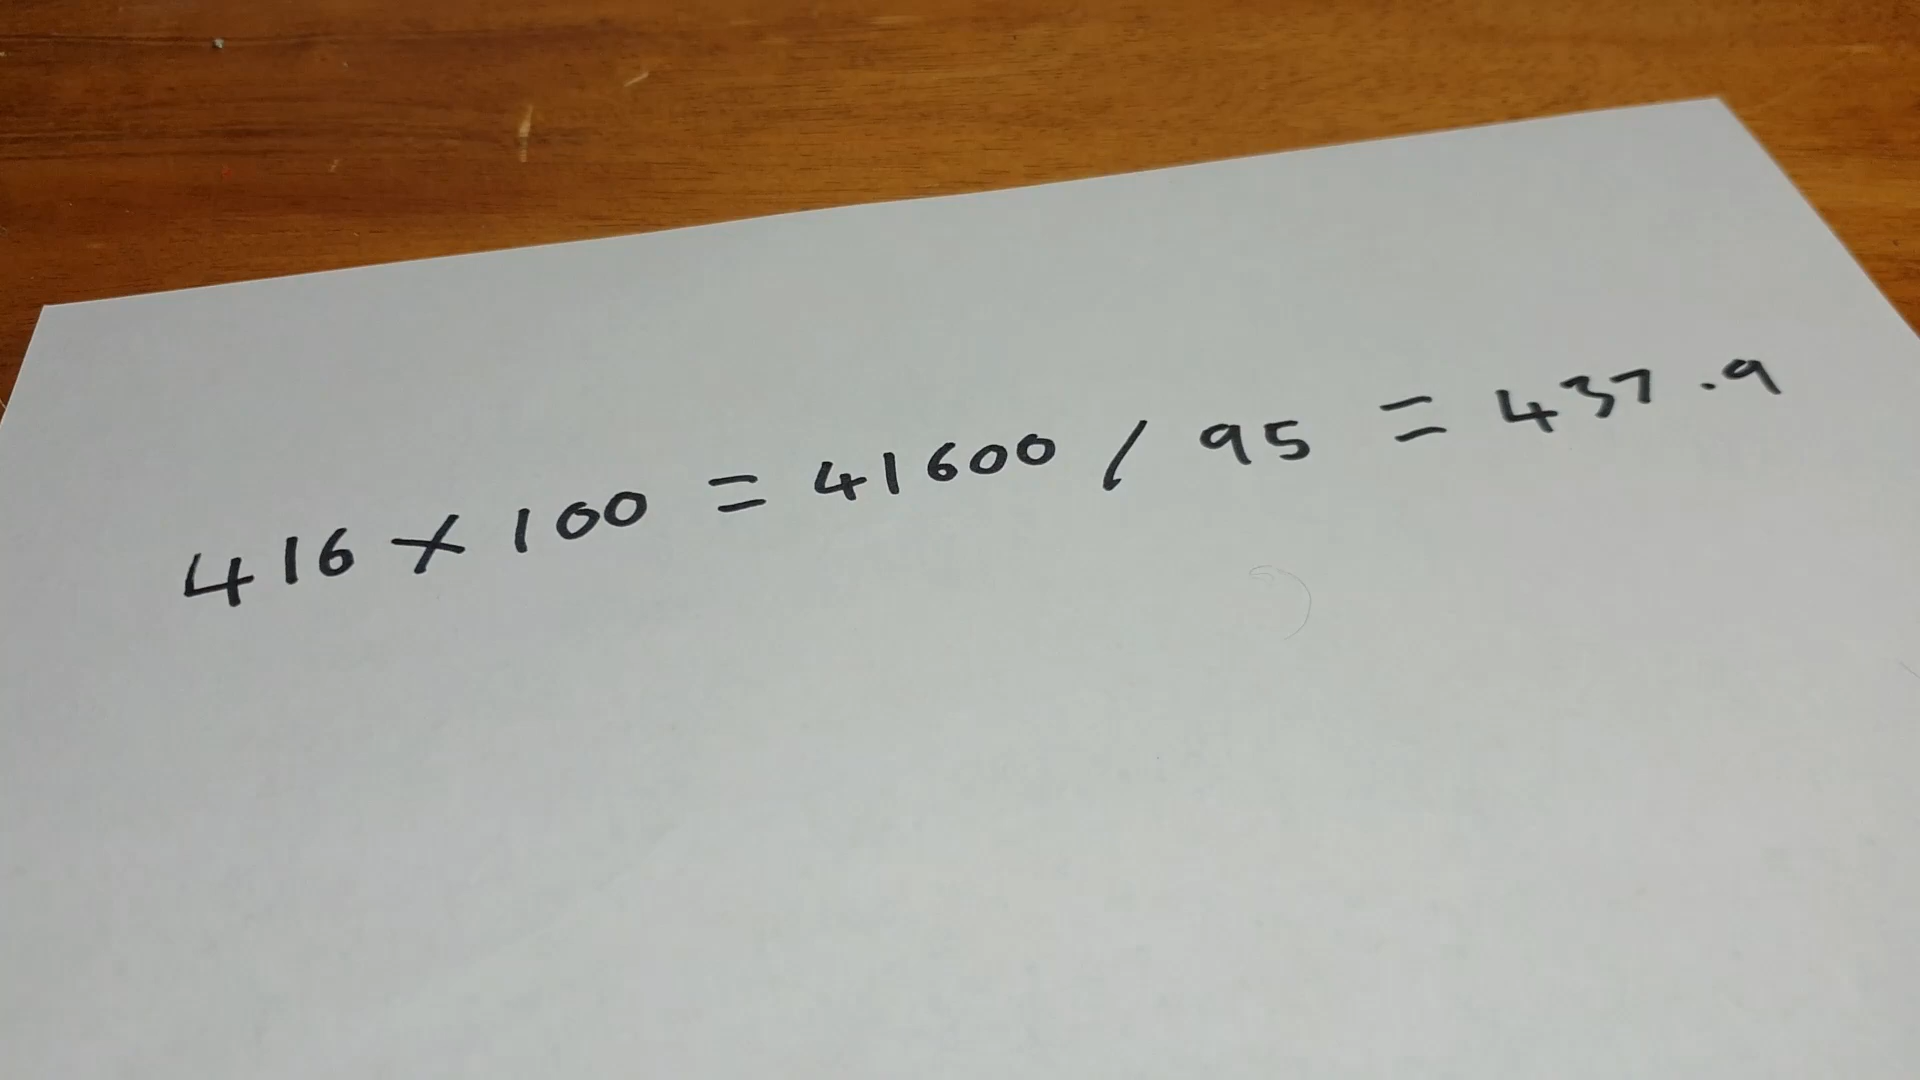 416 × 100 = 41600 / 95 = 437.9